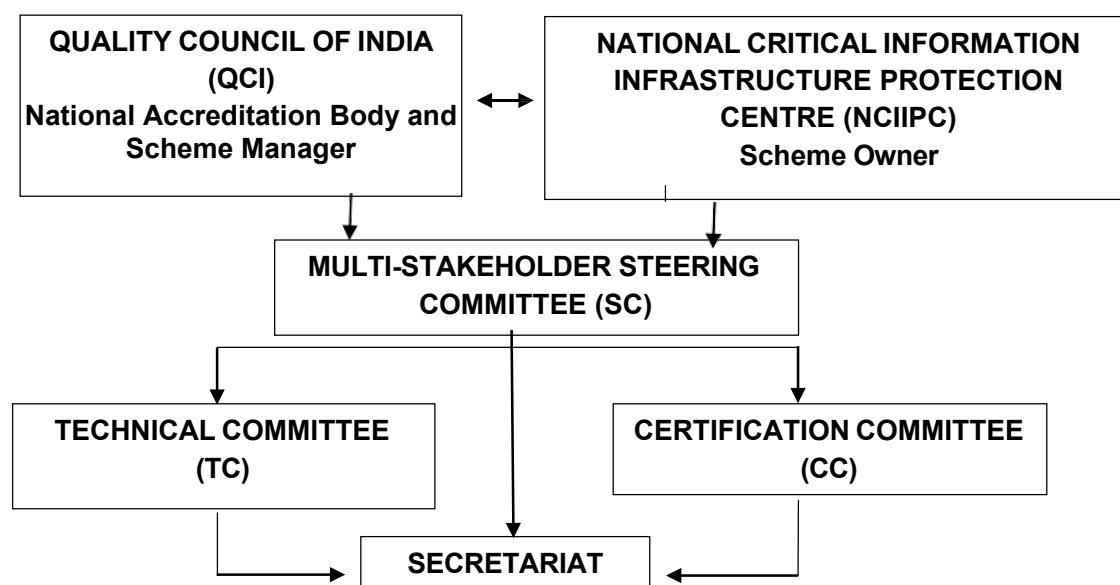 QUALITY COUNCIL OF INDIA
(QCI)
National Accreditation Body and
Scheme Manager
NATIONAL CRITICAL INFORMATION
INFRASTRUCTURE PROTECTION
CENTRE (NCIIPC)
Scheme Owner
MULTI-STAKEHOLDER STEERING
COMMITTEE (SC)
TECHNICAL COMMITTEE
(TC)
CERTIFICATION COMMITTEE
(CC)
SECRETARIAT